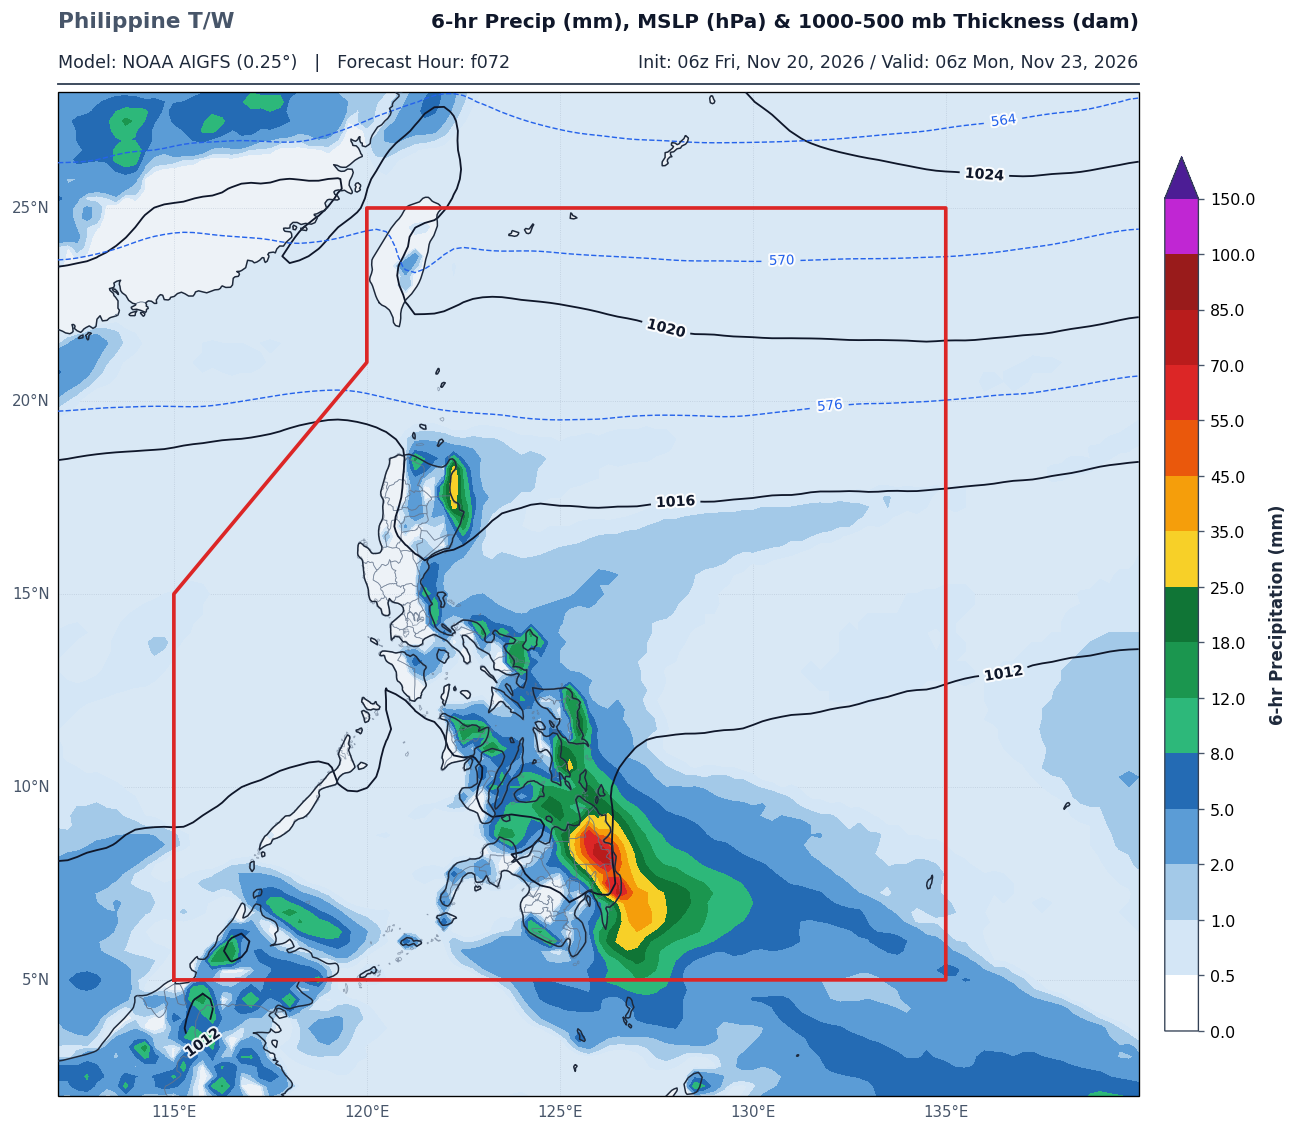 Philippine T/W
6-hr Precip (mm), MSLP (hPa) & 1000-500 mb Thickness (dam)
Model: NOAA AIGFS (0.25°) | Forecast Hour: f072
Init: 06z Fri, Nov 20, 2026 / Valid: 06z Mon, Nov 23, 2026
564
1024
25°N
570
1020
20°N
576
1016
15°N
1012
10°N
5°N
1012
115°E
120°E
125°E
130°E
135°E
150.0
100.0
85.0
70.0
55.0
45.0
35.0
25.0
18.0
12.0
8.0
5.0
2.0
1.0
0.5
0.0
6-hr Precipitation (mm)